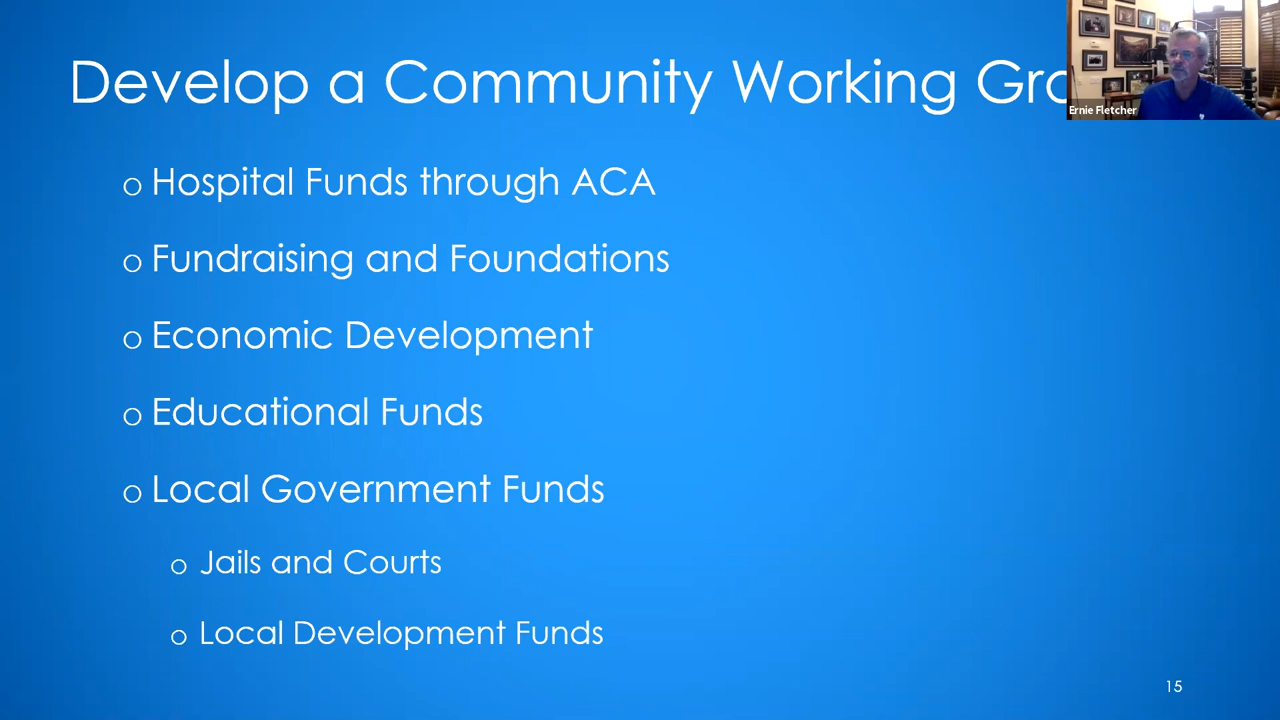 Develop a Community Working
Ernie Fletcher
o Hospital Funds through ACA
o Fundraising and Foundations
o Economic Development
o Educational Funds
o Local Government Funds
o Jails and Courts
o Local Development Funds
15